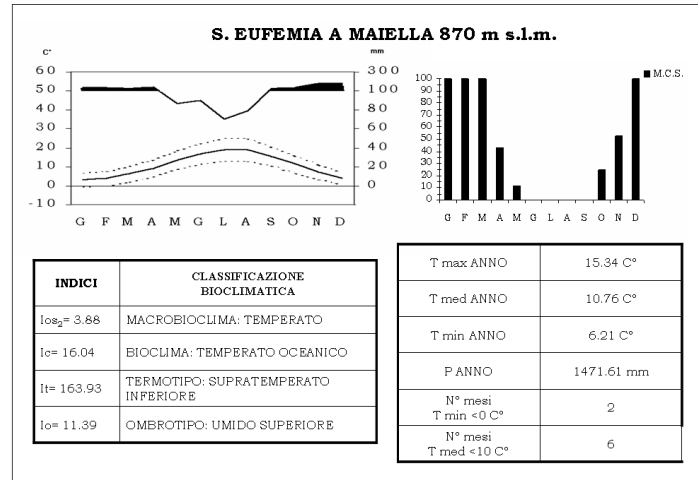 S. EUFEMIA A MAIELLA 870 m s.l.m.
C° mm
60 300
50 100
40 80
30 60
20 40
10 20
0 0
-10
G F M A M G L A S O N D
M.C.S.
100
90
80
70
60
50
40
30
20
10
0
G F M A M G L A S O N D
INDICI CLASSIFICAZIONE
BIOCLIMATICA
Ios2= 3.88 MACROBIOCLIMA: TEMPERATO
Ic= 16.04 BIOCLIMA: TEMPERATO OCEANICO
It= 163.93 TERMOTIPO: SUPRATEMPERATO
INFERIORE
Io= 11.39 OMBROTIPO: UMIDO SUPERIORE
T max ANNO 15.34 C°
T med ANNO 10.76 C°
T min ANNO 6.21 C°
P ANNO 1471.61 mm
N° mesi
T min <0 C° 2
N° mesi
T med <10 C° 6